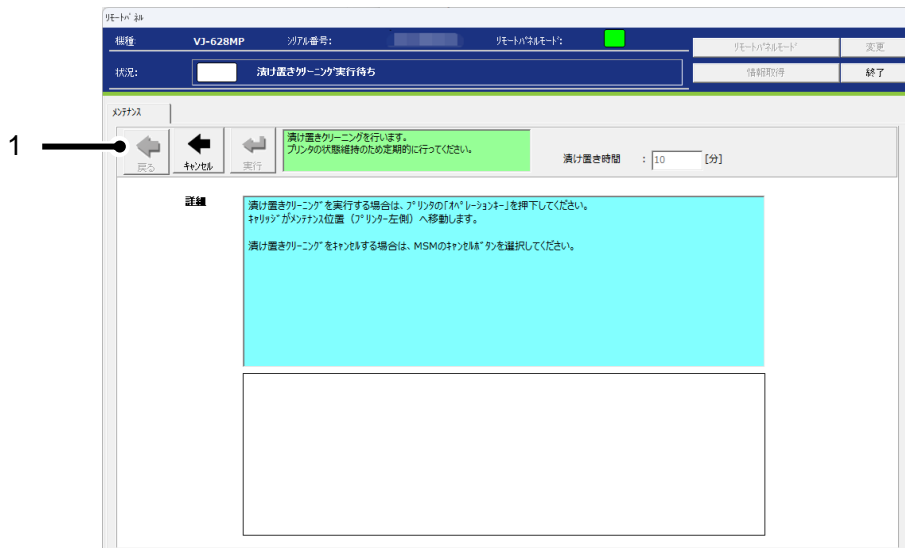 ﾘﾓｰﾄﾊﾟﾈﾙ
機種: VJ-628MP ｼﾘｱﾙ番号: ﾘﾓｰﾄﾊﾟﾈﾙﾓｰﾄﾞ: ﾘﾓｰﾄﾊﾟﾈﾙﾓｰﾄﾞ 変更
状況: 漬け置きｸﾘｰﾆﾝｸﾞ実行待ち 情報取得 終了
ﾒﾝﾃﾅﾝｽ
1
戻る ｷｬﾝｾﾙ 実行
漬け置きｸﾘｰﾆﾝｸﾞを行います。
ﾌﾟﾘﾝﾀの状態維持のため定期的に行ってください。
漬け置き時間 : 10 [分]
詳細
漬け置きｸﾘｰﾆﾝｸﾞを実行する場合は、ﾌﾟﾘﾝﾀの｢ｵﾍﾟﾚｰｼｮﾝｷｰ｣を押下してください。
ｷｬﾘｯｼﾞがﾒﾝﾃﾅﾝｽ位置（ﾌﾟﾘﾝﾀｰ左側）へ移動します。
漬け置きｸﾘｰﾆﾝｸﾞをｷｬﾝｾﾙする場合は、MSMのｷｬﾝｾﾙﾎﾞﾀﾝを選択してください。